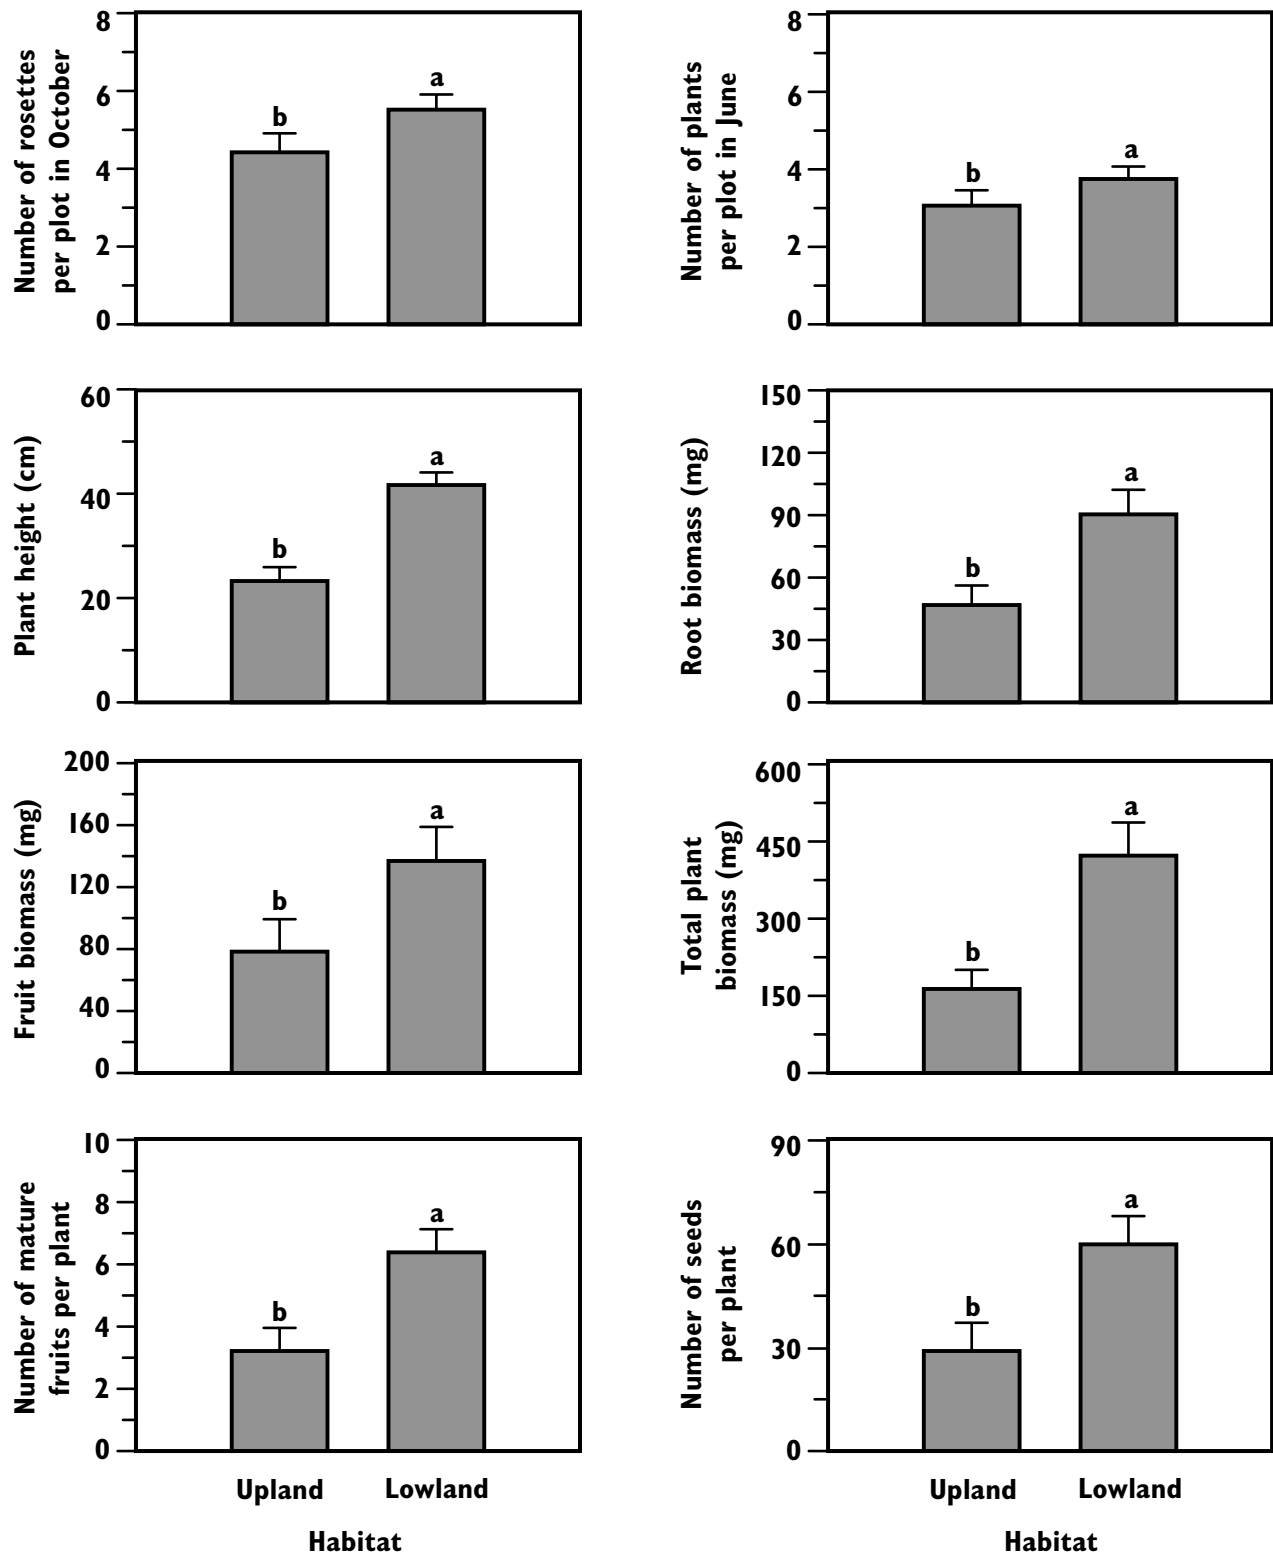 Number of rosettes
per plot in October
8
6
4
2
0
b
a
Number of plants
per plot in June
8
6
4
2
0
b
a
Plant height (cm)
60
40
20
0
b
a
Root biomass (mg)
150
120
90
60
30
0
b
a
Fruit biomass (mg)
200
160
120
80
40
0
b
a
Total plant
biomass (mg)
600
450
300
150
0
b
a
Number of mature
fruits per plant
10
8
6
4
2
0
b
a
Number of seeds
per plant
90
60
30
0
b
a
Upland Lowland
Habitat
Upland Lowland
Habitat